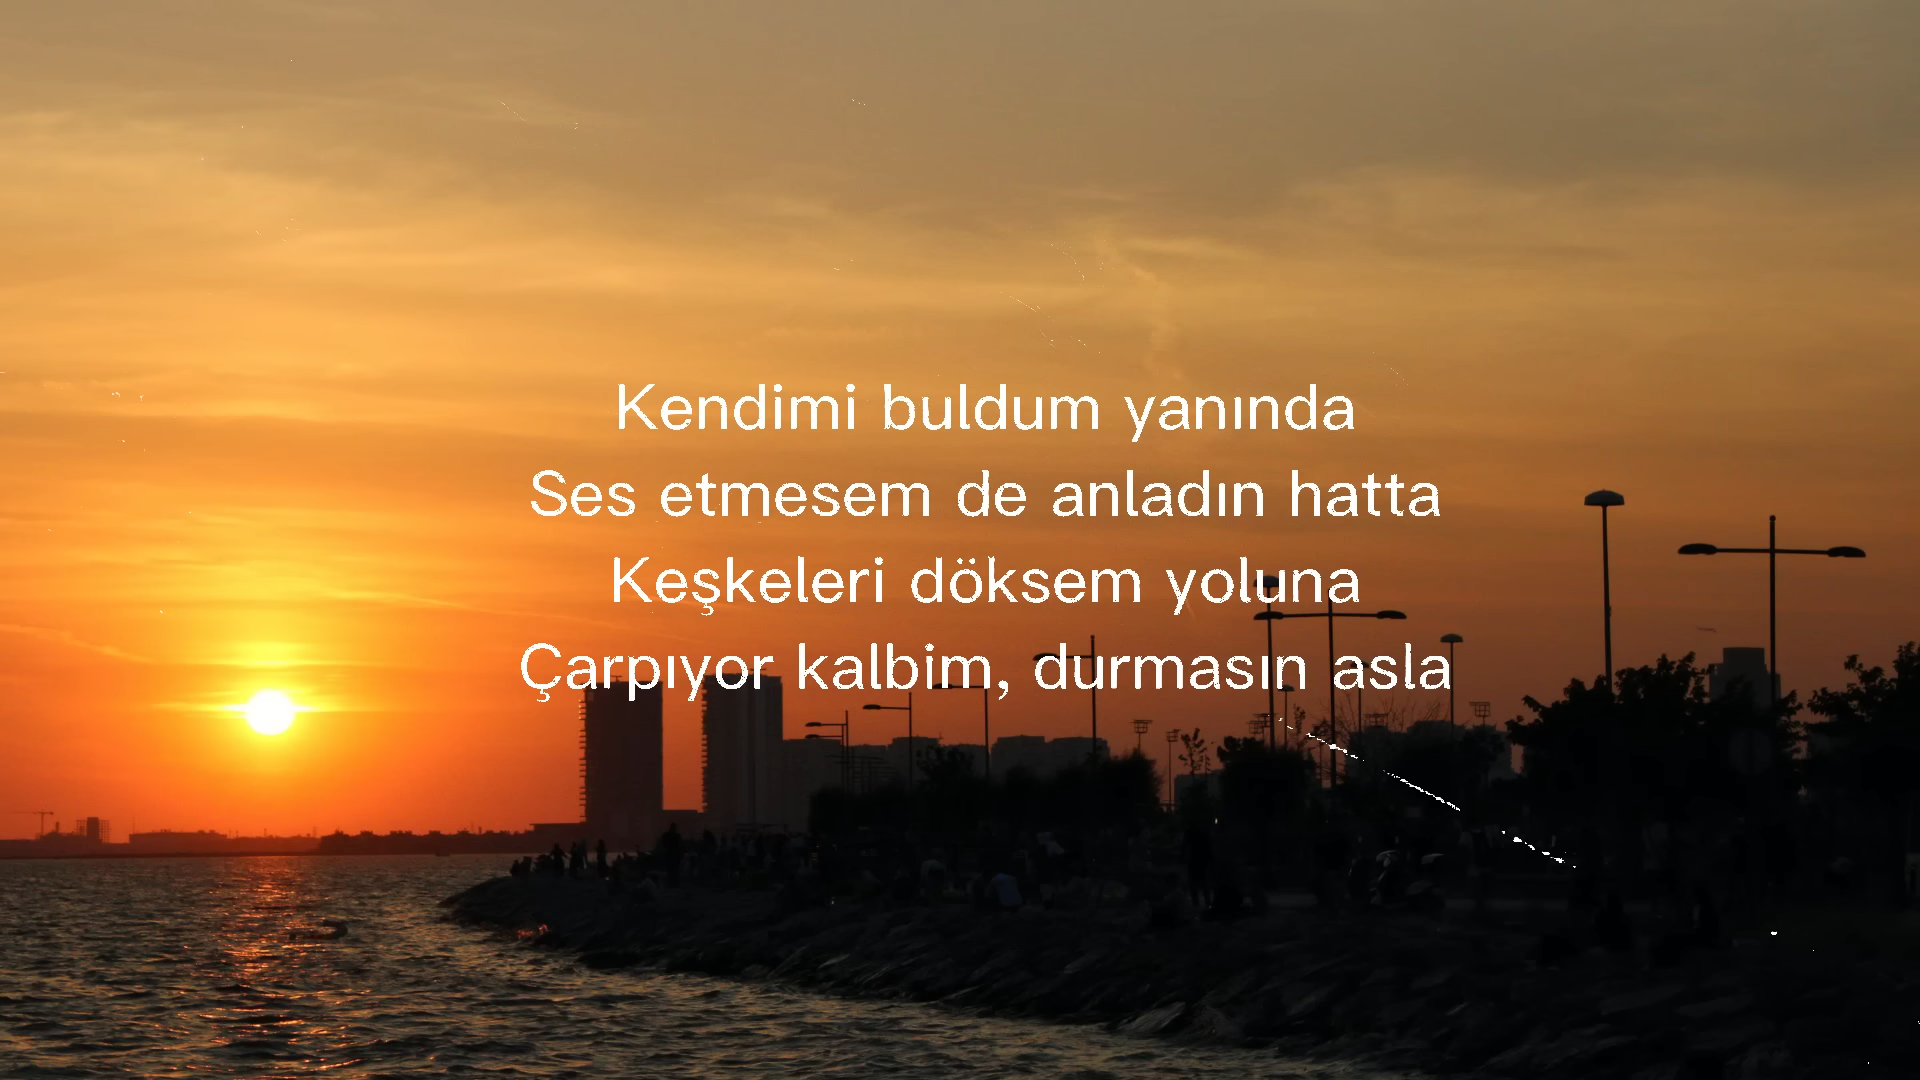 Kendimi buldum yanında
Ses etmesem de anladın hatta
Keşkeleri döksem yoluna
Çarpıyor kalbim, durmasın asla